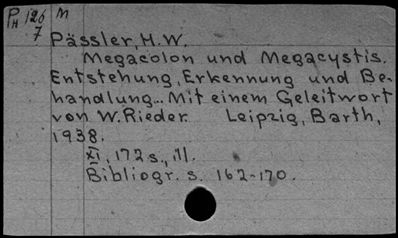 PH 126 M
7
Pässler, H.W.
Megacolon und Megacystis.
Entstehung, Erkennung und Be-
handlung... Mit einem Geleitwort
von W. Rieder. Leipzig, Barth,
1938.
XI, 172 s., ill.
Bibliogr. s. 162-170.